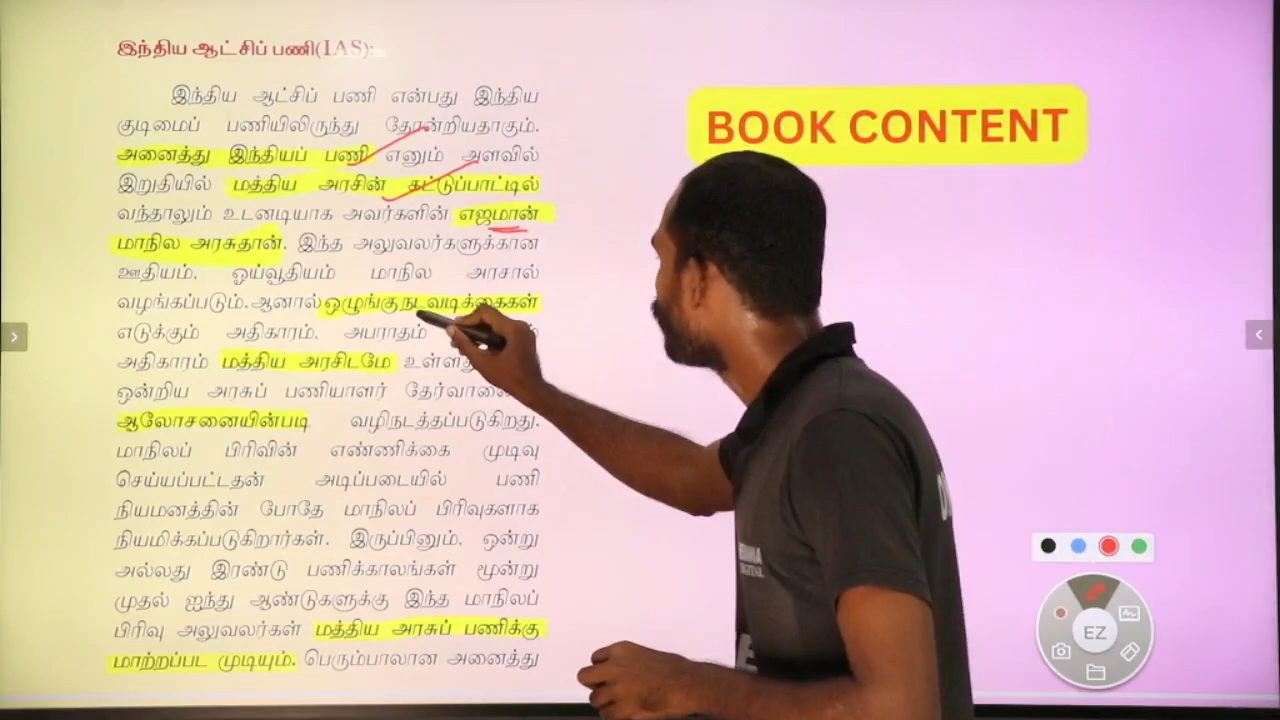 இந்திய ஆட்சிப் பணி(IAS):
இந்திய ஆட்சிப் பணி என்பது இந்திய
குடிமைப் பணியிலிருந்து தோன்றியதாகும்.
அனைத்து இந்தியப் பணி எனும் அளவில்
இறுதியில் மத்திய அரசின் கட்டுப்பாட்டில்
வந்தாலும் உடனடியாக அவர்களின் எஜமான்
மாநில அரசுதான். இந்த அலுவலர்களுக்கான
ஊதியம், ஓய்வூதியம் மாநில அரசால்
வழங்கப்படும். ஆனால் ஒழுங்கு நடவடிக்கைகள்
எடுக்கும் அதிகாரம், அபராதம்
அதிகாரம் மத்திய அரசிடமே
ஒன்றிய அரசுப் பணியாளர்
ஆலோசனையின்படி வழிநடத்தப்படுகிறது.
மாநிலப் பிரிவின் எண்ணிக்கை முடிவு
செய்யப்பட்டதன் அடிப்படையில் பணி
நியமனத்தின் போதே மாநிலப் பிரிவுகளாக
நியமிக்கப்படுகிறார்கள். இருப்பினும், ஒன்று
அல்லது இரண்டு பணிக்காலங்கள் மூன்று
முதல் ஐந்து ஆண்டுகளுக்கு இந்த மாநிலப்
பிரிவு அலுவலர்கள் மத்திய அரசுப் பணிக்கு
மாற்றப்பட முடியும். பெரும்பாலான அனைத்து
BOOK CONTENT
EZ